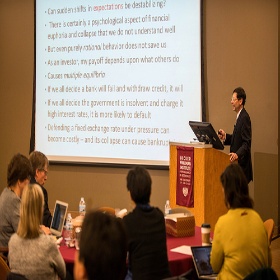 Can sudden shifts in expectations be destabilizing?
There is certainly a psychological aspect of financial
euphoria and collapse that we do not understand well
But even purely rational behavior does not save us
As an investor, my payoff depends upon what others do
Causes multiple equilibria
If we all decide a bank will fail and withdraw credit, it will
If we all decide the government is insolvent and charge it
high interest rates, it is more likely to default
Defending a fixed exchange rate under pressure can
become costly – and its collapse can cause bankrup
BECKER
FRIEDMAN
INSTITUTE